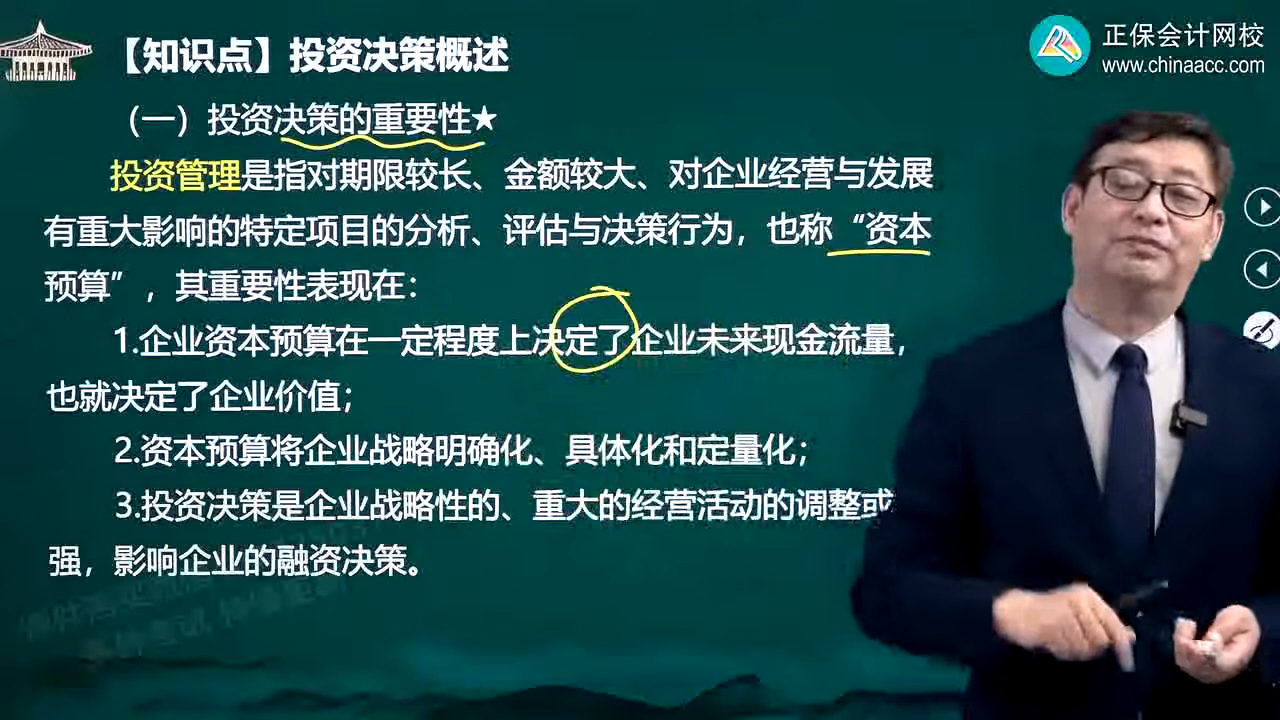 【知识点】投资决策概述
正保会计网校
www.chinaacc.com
（一）投资决策的重要性★
投资管理是指对期限较长、金额较大、对企业经营与发展
有重大影响的特定项目的分析、评估与决策行为，也称“资本
预算”，其重要性表现在：
1.企业资本预算在一定程度上决定了企业未来现金流量，
也就决定了企业价值；
2.资本预算将企业战略明确化、具体化和定量化；
3.投资决策是企业战略性的、重大的经营活动的调整或
强，影响企业的融资决策。